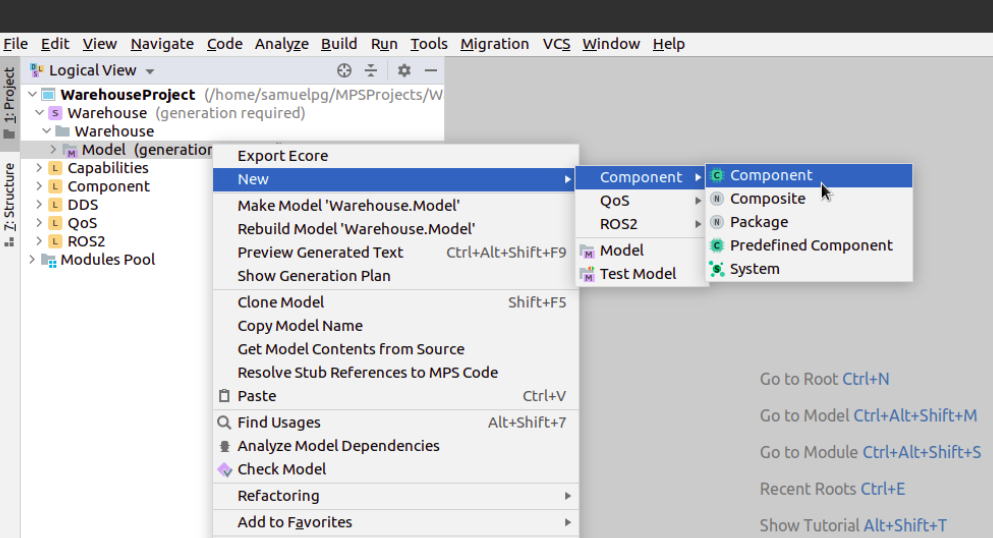 File Edit View Navigate Code Analyze Build Run Tools Migration VCS Window Help
1: Project
Z: Structure
Logical View
WarehouseProject (/home/samuelpg/MPSProjects/W
S Warehouse (generation required)
Warehouse
M Model (generation
L Capabilities
L Component
L DDS
L QoS
L ROS2
Modules Pool
Export Ecore
New
Make Model 'Warehouse.Model'
Rebuild Model 'Warehouse.Model'
Preview Generated Text Ctrl+Alt+Shift+F9
Show Generation Plan
Clone Model Shift+F5
Copy Model Name
Get Model Contents from Source
Resolve Stub References to MPS Code
Paste Ctrl+V
Find Usages Alt+Shift+7
Analyze Model Dependencies
Check Model
Refactoring
Add to Favorites
Component
QoS
ROS2
M Model
M Test Model
C Component
N Composite
N Package
C Predefined Component
S System
Go to Root Ctrl+N
Go to Model Ctrl+Alt+Shift+M
Go to Module Ctrl+Alt+Shift+S
Recent Roots Ctrl+E
Show Tutorial Alt+Shift+T